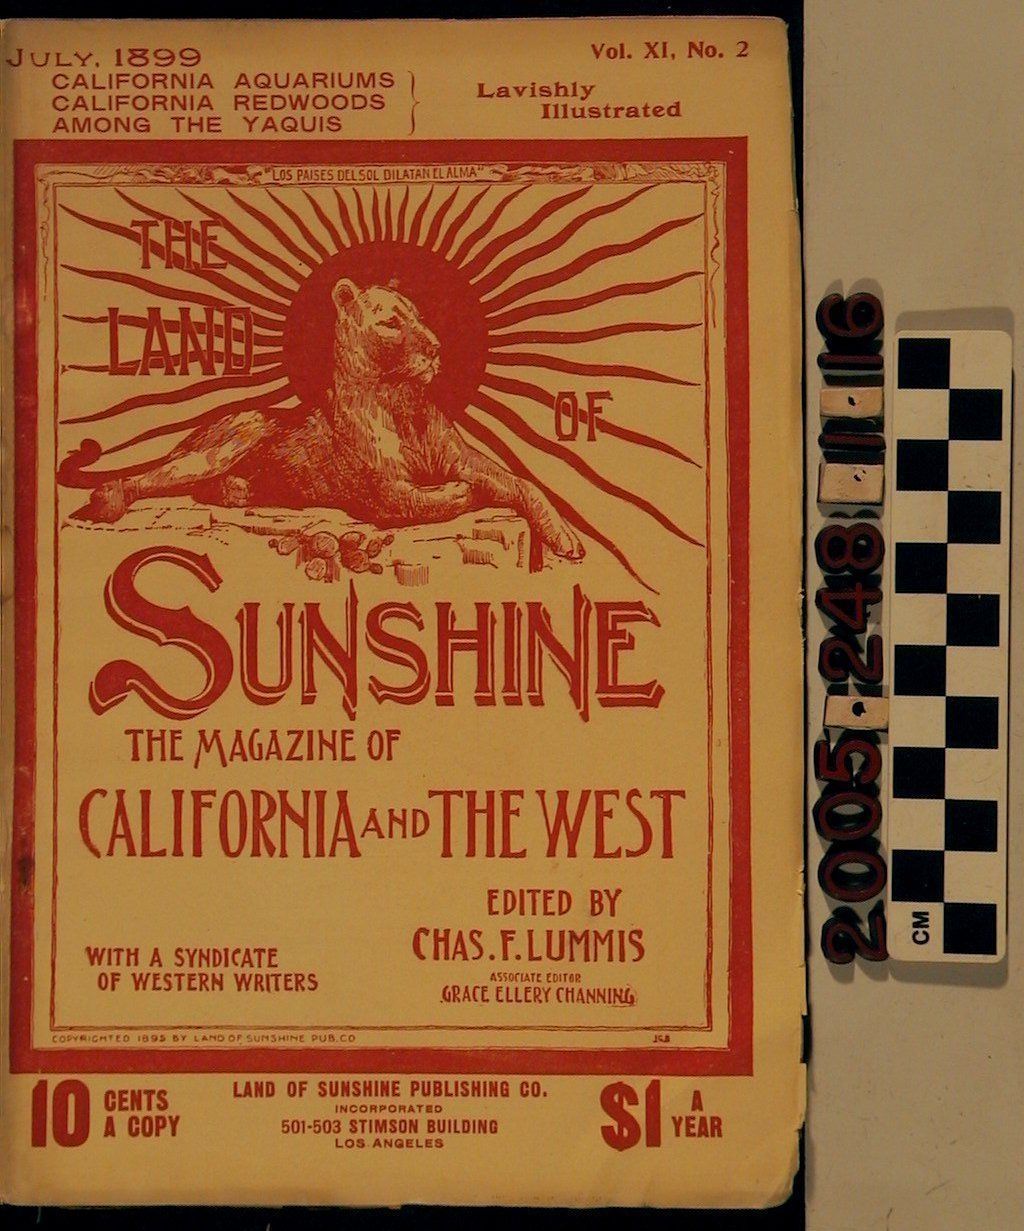 JULY, 1899
Vol. XI, No. 2
CALIFORNIA AQUARIUMS
CALIFORNIA REDWOODS
AMONG THE YAQUIS
Lavishly
Illustrated
"LOS PAISES DEL SOL DILATAN EL ALMA"
THE
LAND
OF
SUNSHINE
THE MAGAZINE OF
CALIFORNIA AND THE WEST
EDITED BY
CHAS. F. LUMMIS
ASSOCIATE EDITOR
GRACE ELLERY CHANNING
WITH A SYNDICATE
OF WESTERN WRITERS
COPYRIGHTED 1895 BY LAND OF SUNSHINE PUB. CO
10 CENTS
A COPY
LAND OF SUNSHINE PUBLISHING CO.
INCORPORATED
501-503 STIMSON BUILDING
LOS ANGELES
$1 A
YEAR
2005.248.1.1.116
CM